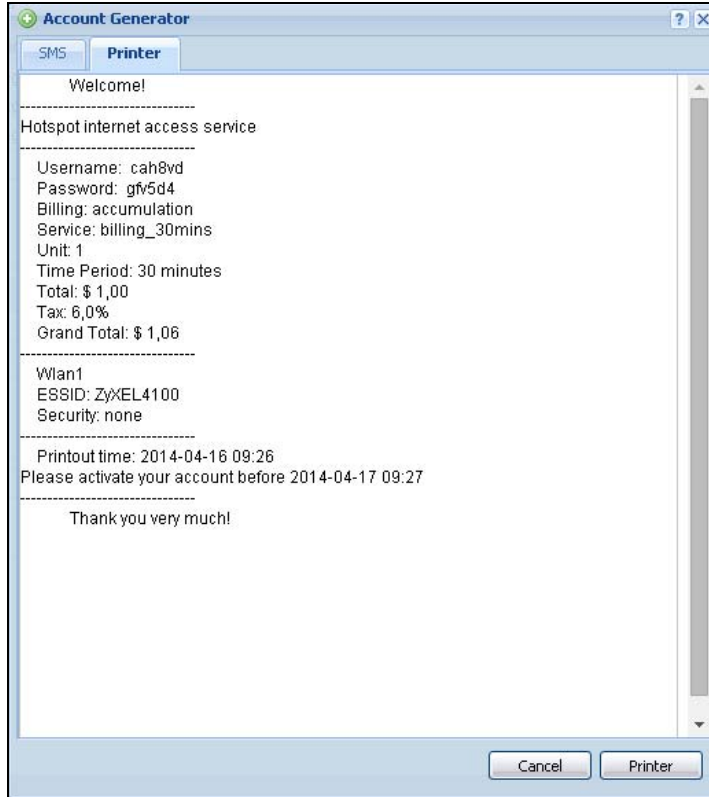 Account Generator
SMS Printer
Welcome!
--------------------------------
Hotspot internet access service
--------------------------------
Username: cah8vd
Password: gfv5d4
Billing: accumulation
Service: billing_30mins
Unit: 1
Time Period: 30 minutes
Total: $ 1,00
Tax: 6,0%
Grand Total: $ 1,06
--------------------------------
Wlan1
ESSID: ZyXEL4100
Security: none
--------------------------------
Printout time: 2014-04-16 09:26
Please activate your account before 2014-04-17 09:27
--------------------------------
Thank you very much!
Cancel Printer